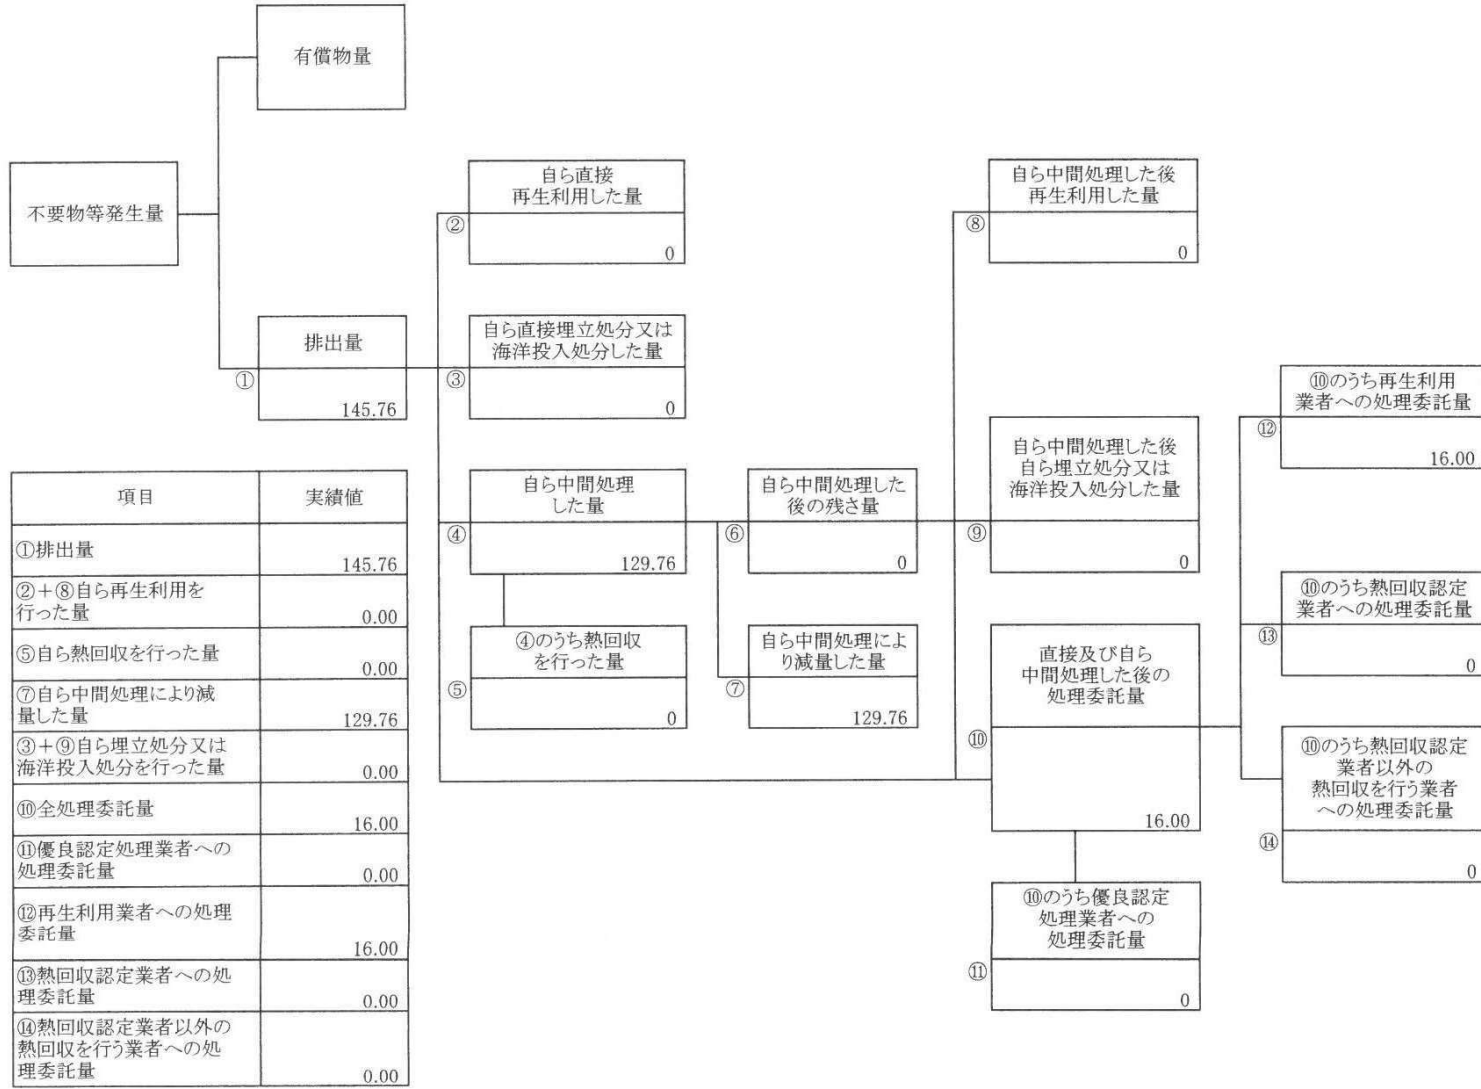 有償物量
不要物等発生量
排出量
①
145.76
自ら直接
再生利用した量
②
0
自ら直接埋立処分又は
海洋投入処分した量
③
0
自ら中間処理
した量
④
129.76
④のうち熱回収
を行った量
⑤
0
自ら中間処理した
後の残さ量
⑥
0
自ら中間処理によ
り減量した量
⑦
129.76
自ら中間処理した後
再生利用した量
⑧
0
自ら中間処理した後
自ら埋立処分又は
海洋投入処分した量
⑨
0
直接及び自ら
中間処理した後の
処理委託量
⑩
16.00
⑩のうち優良認定
処理業者への
処理委託量
⑪
0
⑩のうち再生利用
業者への処理委託量
⑫
16.00
⑩のうち熱回収認定
業者への処理委託量
⑬
0
⑩のうち熱回収認定
業者以外の
熱回収を行う業者
への処理委託量
⑭
0
項目 実績値
①排出量
145.76
②+⑧自ら再生利用を
行った量
0.00
⑤自ら熱回収を行った量
0.00
⑦自ら中間処理により減
量した量
129.76
③+⑨自ら埋立処分又は
海洋投入処分を行った量
0.00
⑩全処理委託量
16.00
⑪優良認定処理業者への
処理委託量
0.00
⑫再生利用業者への処理
委託量
16.00
⑬熱回収認定業者への処
理委託量
0.00
⑭熱回収認定業者以外の
熱回収を行う業者への処
理委託量
0.00